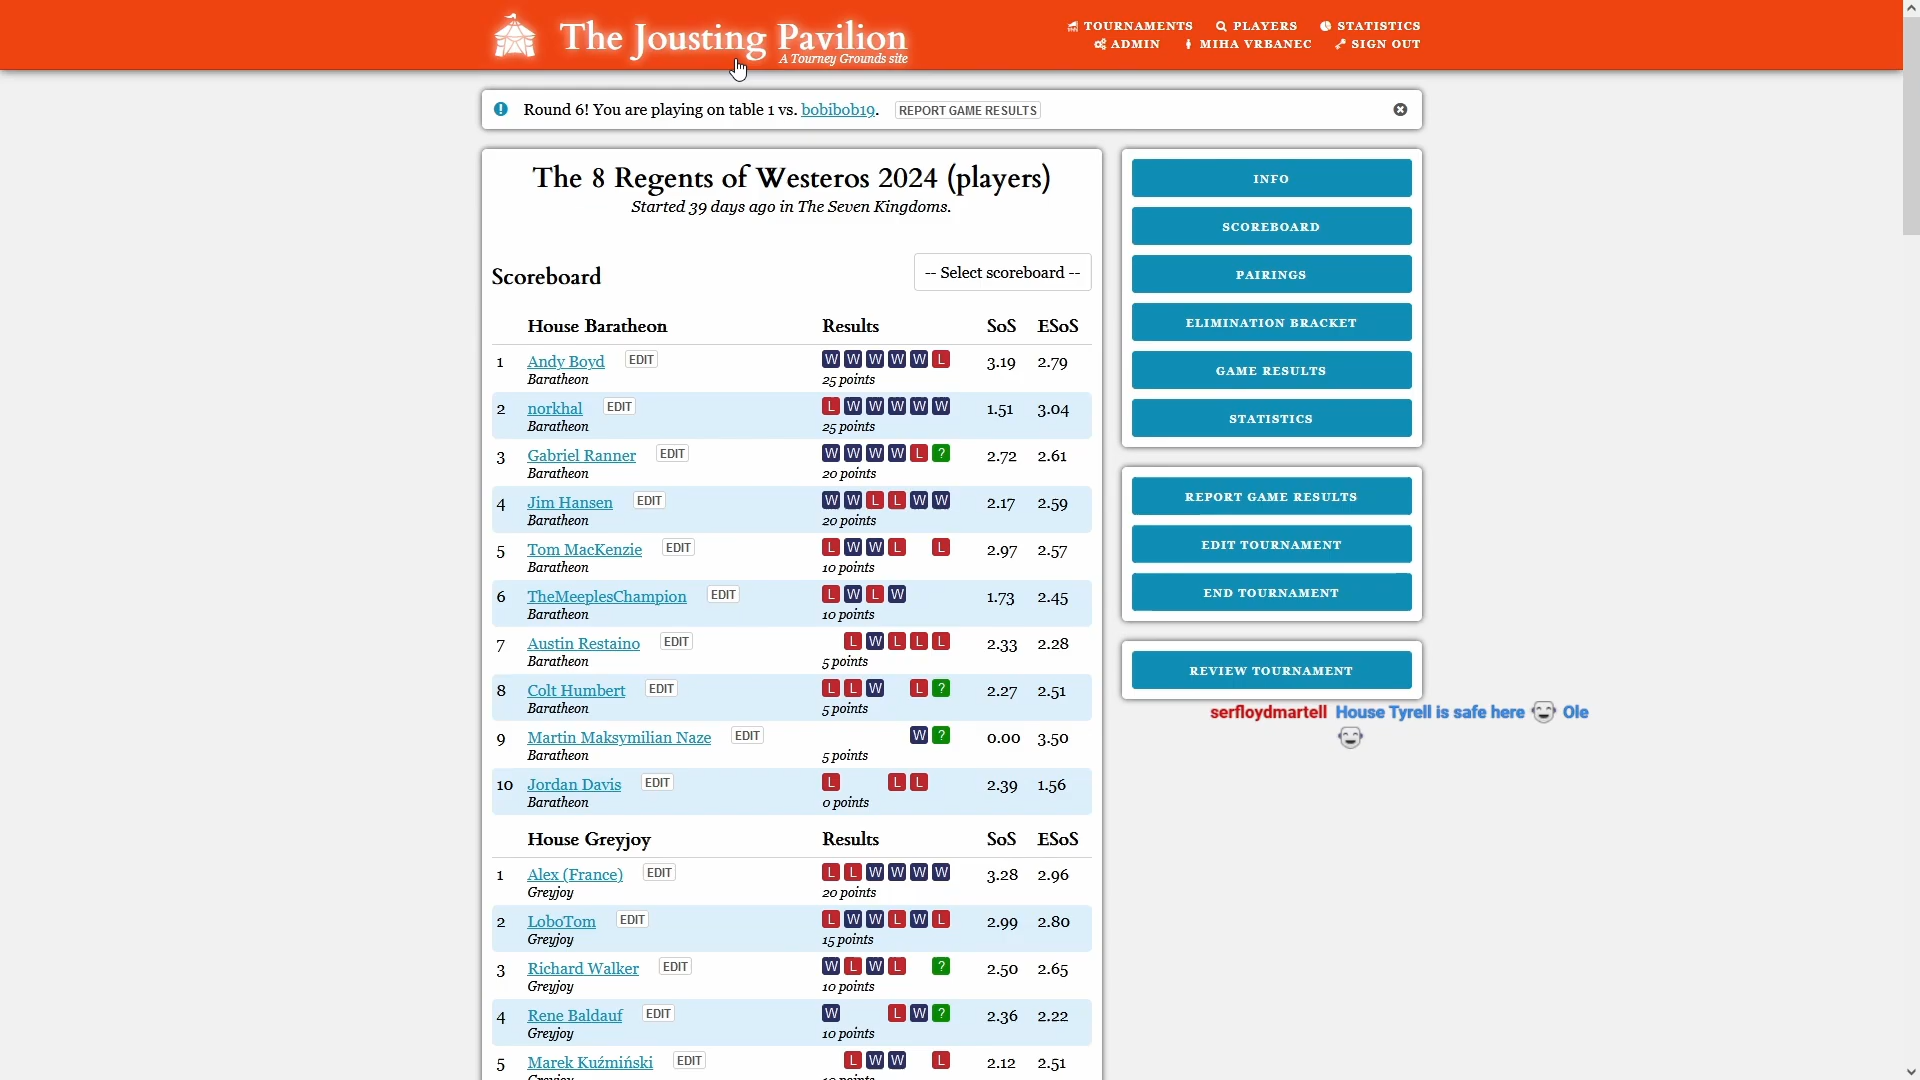 The Jousting Pavilion
A Tourney Grounds site
TOURNAMENTS PLAYERS STATISTICS
ADMIN MIHA VRBANEC SIGN OUT
Round 6! You are playing on table 1 vs. bobibob19. REPORT GAME RESULTS
The 8 Regents of Westeros 2024 (players)
Started 39 days ago in The Seven Kingdoms.
Scoreboard
-- Select scoreboard --
House Baratheon Results SoS ESoS
1 Andy Boyd EDIT W W W W W L 3.19 2.79
Baratheon 25 points
2 norkhal EDIT L W W W W W 1.51 3.04
Baratheon 25 points
3 Gabriel Ranner EDIT W W W W L ? 2.72 2.61
Baratheon 20 points
4 Jim Hansen EDIT W W L L W W 2.17 2.59
Baratheon 20 points
5 Tom MacKenzie EDIT L W W L L 2.97 2.57
Baratheon 10 points
6 TheMeeplesChampion EDIT L W L W 1.73 2.45
Baratheon 10 points
7 Austin Restaino EDIT L W L L L 2.33 2.28
Baratheon 5 points
8 Colt Humbert EDIT L L W L ? 2.27 2.51
Baratheon 5 points
9 Martin Maksymilian Naze EDIT W ? 0.00 3.50
Baratheon 5 points
10 Jordan Davis EDIT L L L 2.39 1.56
Baratheon 0 points
House Greyjoy Results SoS ESoS
1 Alex (France) EDIT L L W W W W 3.28 2.96
Greyjoy 20 points
2 LoboTom EDIT L W W L W L 2.99 2.80
Greyjoy 15 points
3 Richard Walker EDIT W L W L ? 2.50 2.65
Greyjoy 10 points
4 Rene Baldauf EDIT W L W ? 2.36 2.22
Greyjoy 10 points
5 Marek Kuźmiński EDIT L W W L 2.12 2.51
INFO
SCOREBOARD
PAIRINGS
ELIMINATION BRACKET
GAME RESULTS
STATISTICS
REPORT GAME RESULTS
EDIT TOURNAMENT
END TOURNAMENT
REVIEW TOURNAMENT
serfloydmartell House Tyrell is safe here Ole